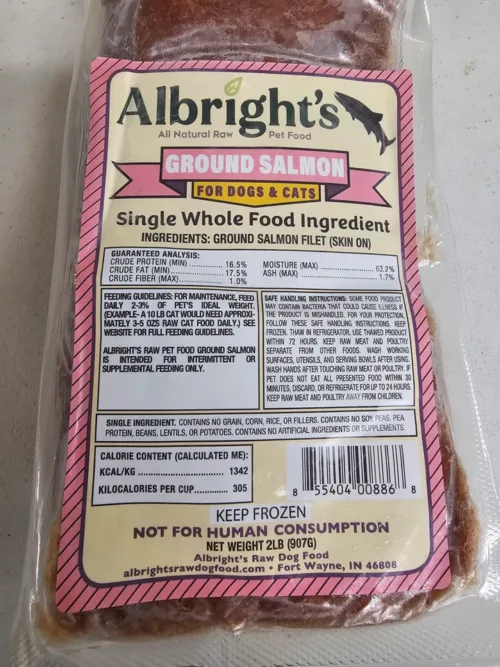 Albright's
All Natural Raw Pet Food
GROUND SALMON
FOR DOGS & CATS
Single Whole Food Ingredient
INGREDIENTS: GROUND SALMON FILET (SKIN ON)
GUARANTEED ANALYSIS:
CRUDE PROTEIN (MIN) ............ 16.5%
CRUDE FAT (MIN) .................. 17.5%
CRUDE FIBER (MAX) ............... 1.0%
MOISTURE (MAX) .................. 63.2%
ASH (MAX) .......................... 1.7%
FEEDING GUIDELINES: FOR MAINTENANCE, FEED
DAILY 2-3% OF PET'S IDEAL WEIGHT.
(EXAMPLE- A 10 LB CAT WOULD NEED APPROXI-
MATELY 3-5 OZS RAW CAT FOOD DAILY.) SEE
WEBSITE FOR FULL FEEDING GUIDELINES.
ALBRIGHT'S RAW PET FOOD GROUND SALMON
IS INTENDED FOR INTERMITTENT OR
SUPPLEMENTAL FEEDING ONLY.
SAFE HANDLING INSTRUCTIONS: SOME FOOD PRODUCT
MAY CONTAIN BACTERIA THAT COULD CAUSE ILLNESS IF
THE PRODUCT IS MISHANDLED. FOR YOUR PROTECTION,
FOLLOW THESE SAFE HANDLING INSTRUCTIONS. KEEP
FROZEN, THAW IN REFRIGERATOR. USE THAWED PRODUCT
WITHIN 72 HOURS. KEEP RAW MEAT AND POULTRY
SEPARATE FROM OTHER FOODS. WASH WORKING
SURFACES, UTENSILS, AND SERVING BOWLS AFTER USING.
WASH HANDS AFTER TOUCHING RAW MEAT OR POULTRY. IF
PET DOES NOT EAT ALL PRESENTED FOOD WITHIN 30
MINUTES, DISCARD, OR REFRIGERATE FOR UP TO 24 HOURS.
KEEP RAW MEAT AND POULTRY AWAY FROM CHILDREN.
SINGLE INGREDIENT. CONTAINS NO GRAIN, CORN, RICE, OR FILLERS. CONTAINS NO SOY, PEAS, PEA
PROTEIN, BEANS, LENTILS, OR POTATOES. CONTAINS NO ARTIFICIAL INGREDIENTS OR SUPPLEMENTS.
CALORIE CONTENT (CALCULATED ME):
KCAL/KG ........................ 1342
KILOCALORIES PER CUP............ 305
8 55404 00886 8
KEEP FROZEN
NOT FOR HUMAN CONSUMPTION
NET WEIGHT 2LB (907G)
Albright's Raw Dog Food
albrightsrawdogfood.com • Fort Wayne, IN 46808